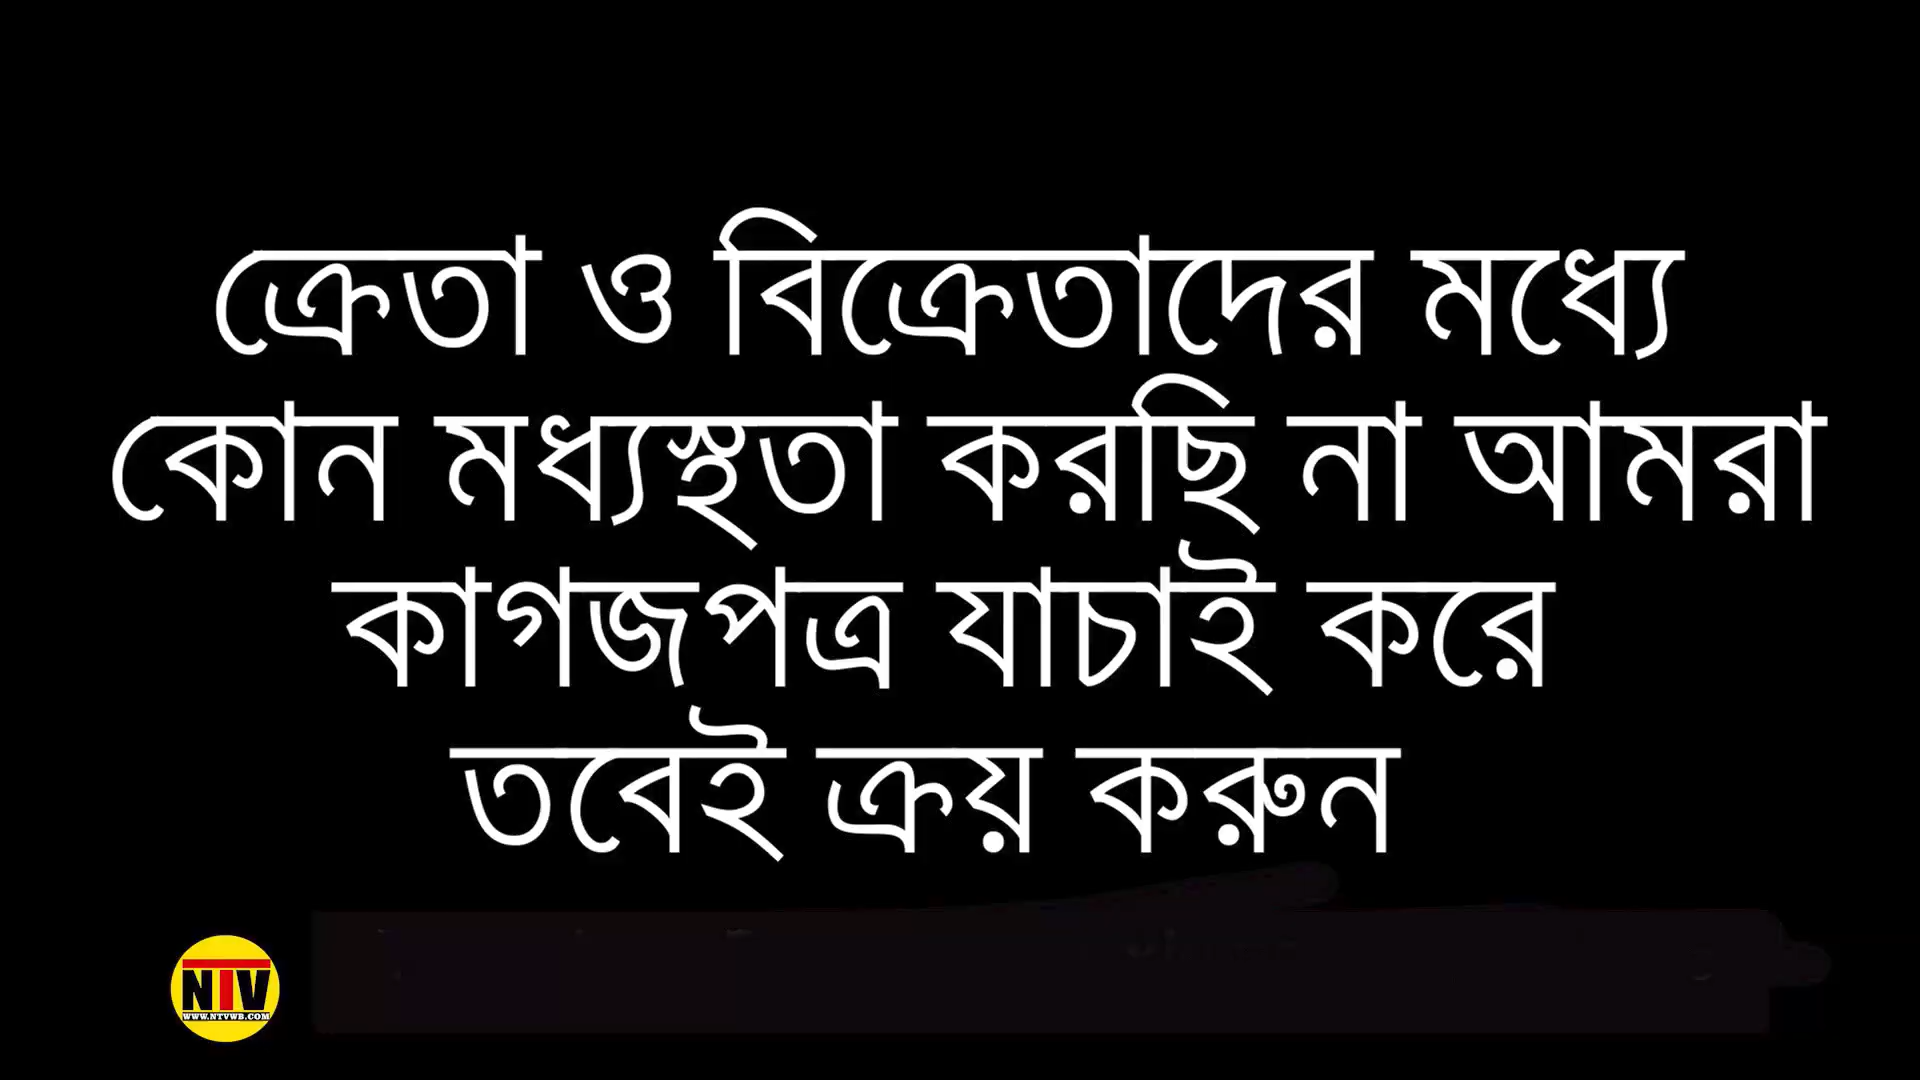 ক্রেতা ও বিক্রেতাদের মধ্যে
কোন মধ্যস্থতা করছি না আমরা
কাগজপত্র যাচাই করে
তবেই ক্রয় করুন
NTV
WWW.NTVWB.COM